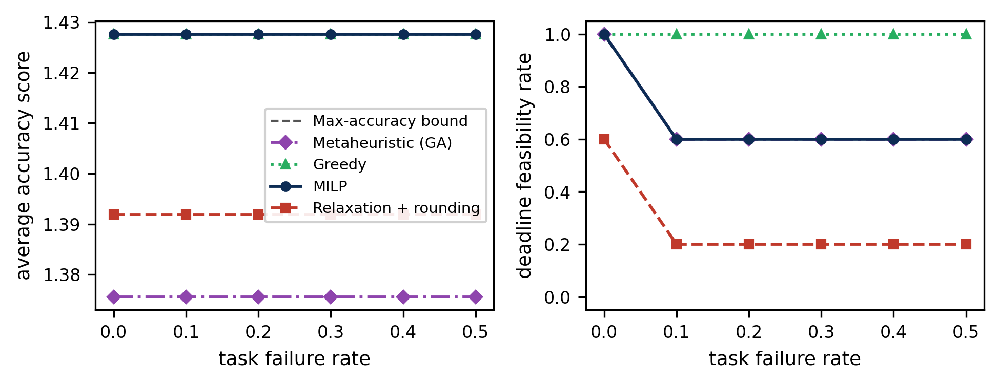 average accuracy score
1.43
1.42
1.41
1.40
1.39
1.38
0.0 0.1 0.2 0.3 0.4 0.5
task failure rate
Max-accuracy bound
Metaheuristic (GA)
Greedy
MILP
Relaxation + rounding
deadline feasibility rate
1.0
0.8
0.6
0.4
0.2
0.0
0.0 0.1 0.2 0.3 0.4 0.5
task failure rate